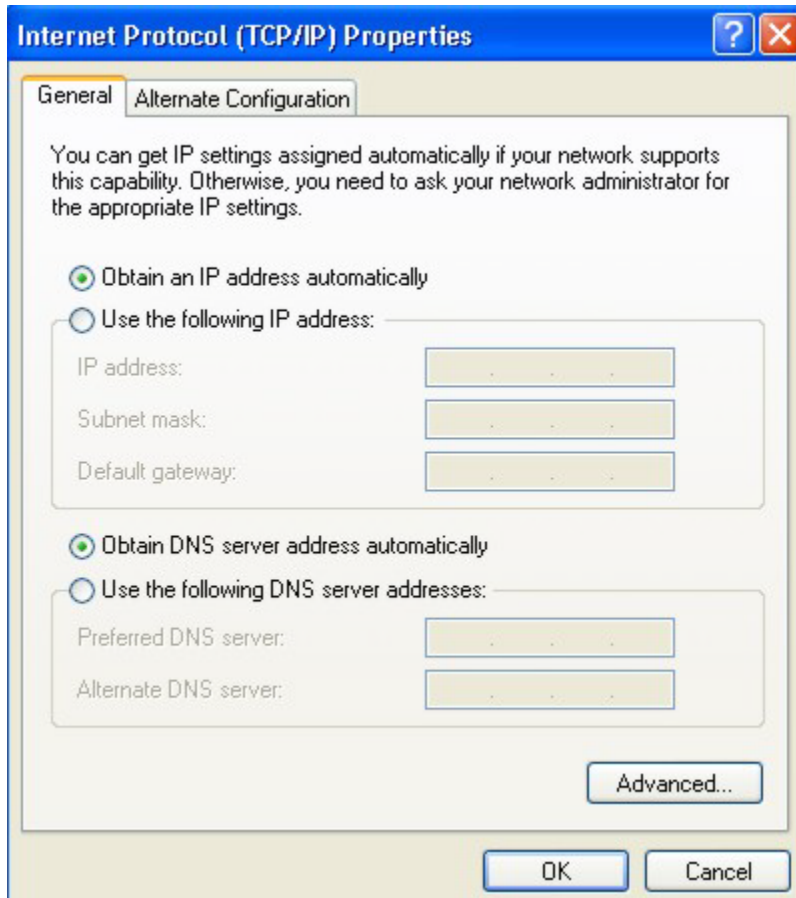 Internet Protocol (TCP/IP) Properties
?
General
Alternate Configuration
You can get IP settings assigned automatically if your network supports
this capability. Otherwise, you need to ask your network administrator for
the appropriate IP settings.
Obtain an IP address automatically
Use the following IP address:
IP address:
Subnet mask:
Default gateway:
Obtain DNS server address automatically
Use the following DNS server addresses:
Preferred DNS server:
Alternate DNS server:
Advanced...
OK
Cancel